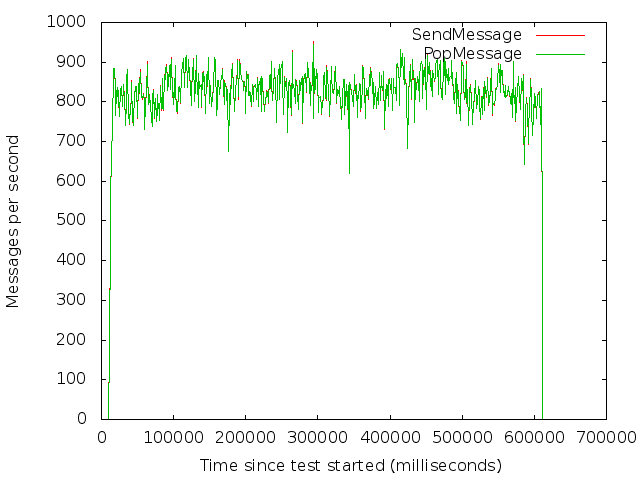 1000
900
800
700
600
500
400
300
200
100
0
Messages per second
SendMessage
PopMessage
0 100000 200000 300000 400000 500000 600000 700000
Time since test started (milliseconds)